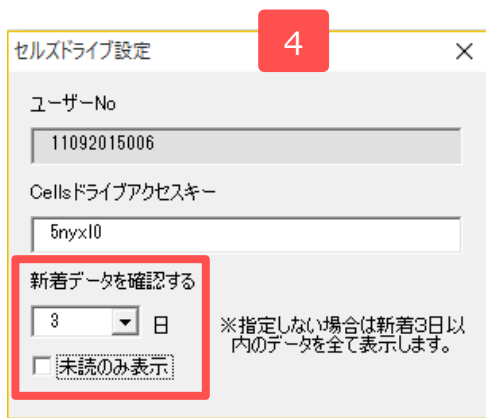 4
セルズドライブ設定
ユーザーNo
11092015006
Cellsドライブアクセスキー
5nyxl0
新着データを確認する
3 日
※指定しない場合は新着3日以
内のデータを全て表示します。
未読のみ表示